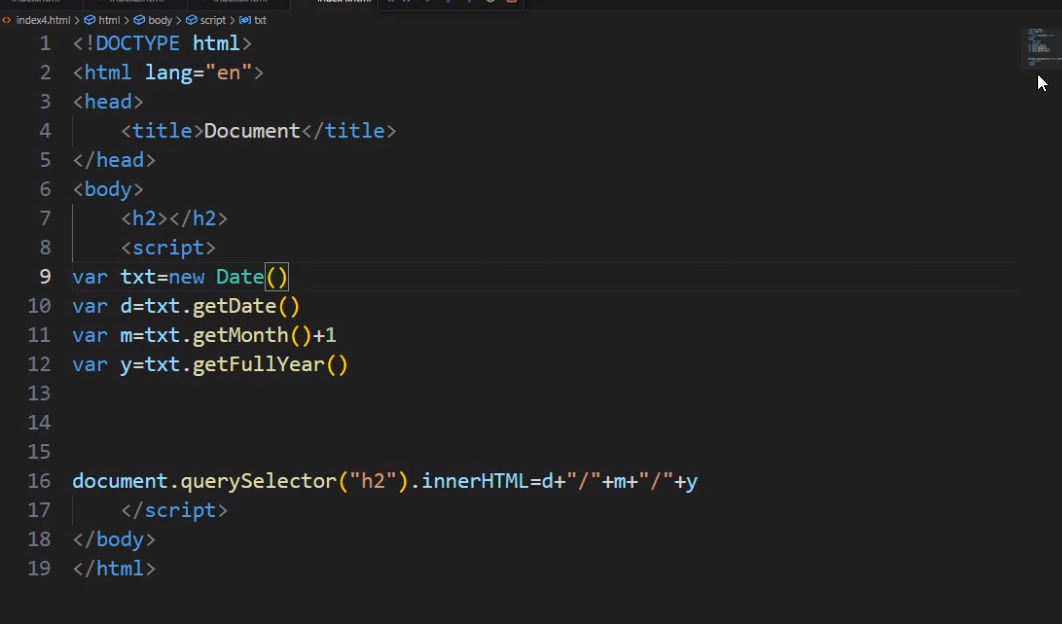 index4.html > html > body > script > txt
1 <!DOCTYPE html>
2 <html lang="en">
3 <head>
4     <title>Document</title>
5 </head>
6 <body>
7     <h2></h2>
8     <script>
9 var txt=new Date()
10 var d=txt.getDate()
11 var m=txt.getMonth()+1
12 var y=txt.getFullYear()
13
14
15
16 document.querySelector("h2").innerHTML=d+"/"+m+"/"+y
17     </script>
18 </body>
19 </html>